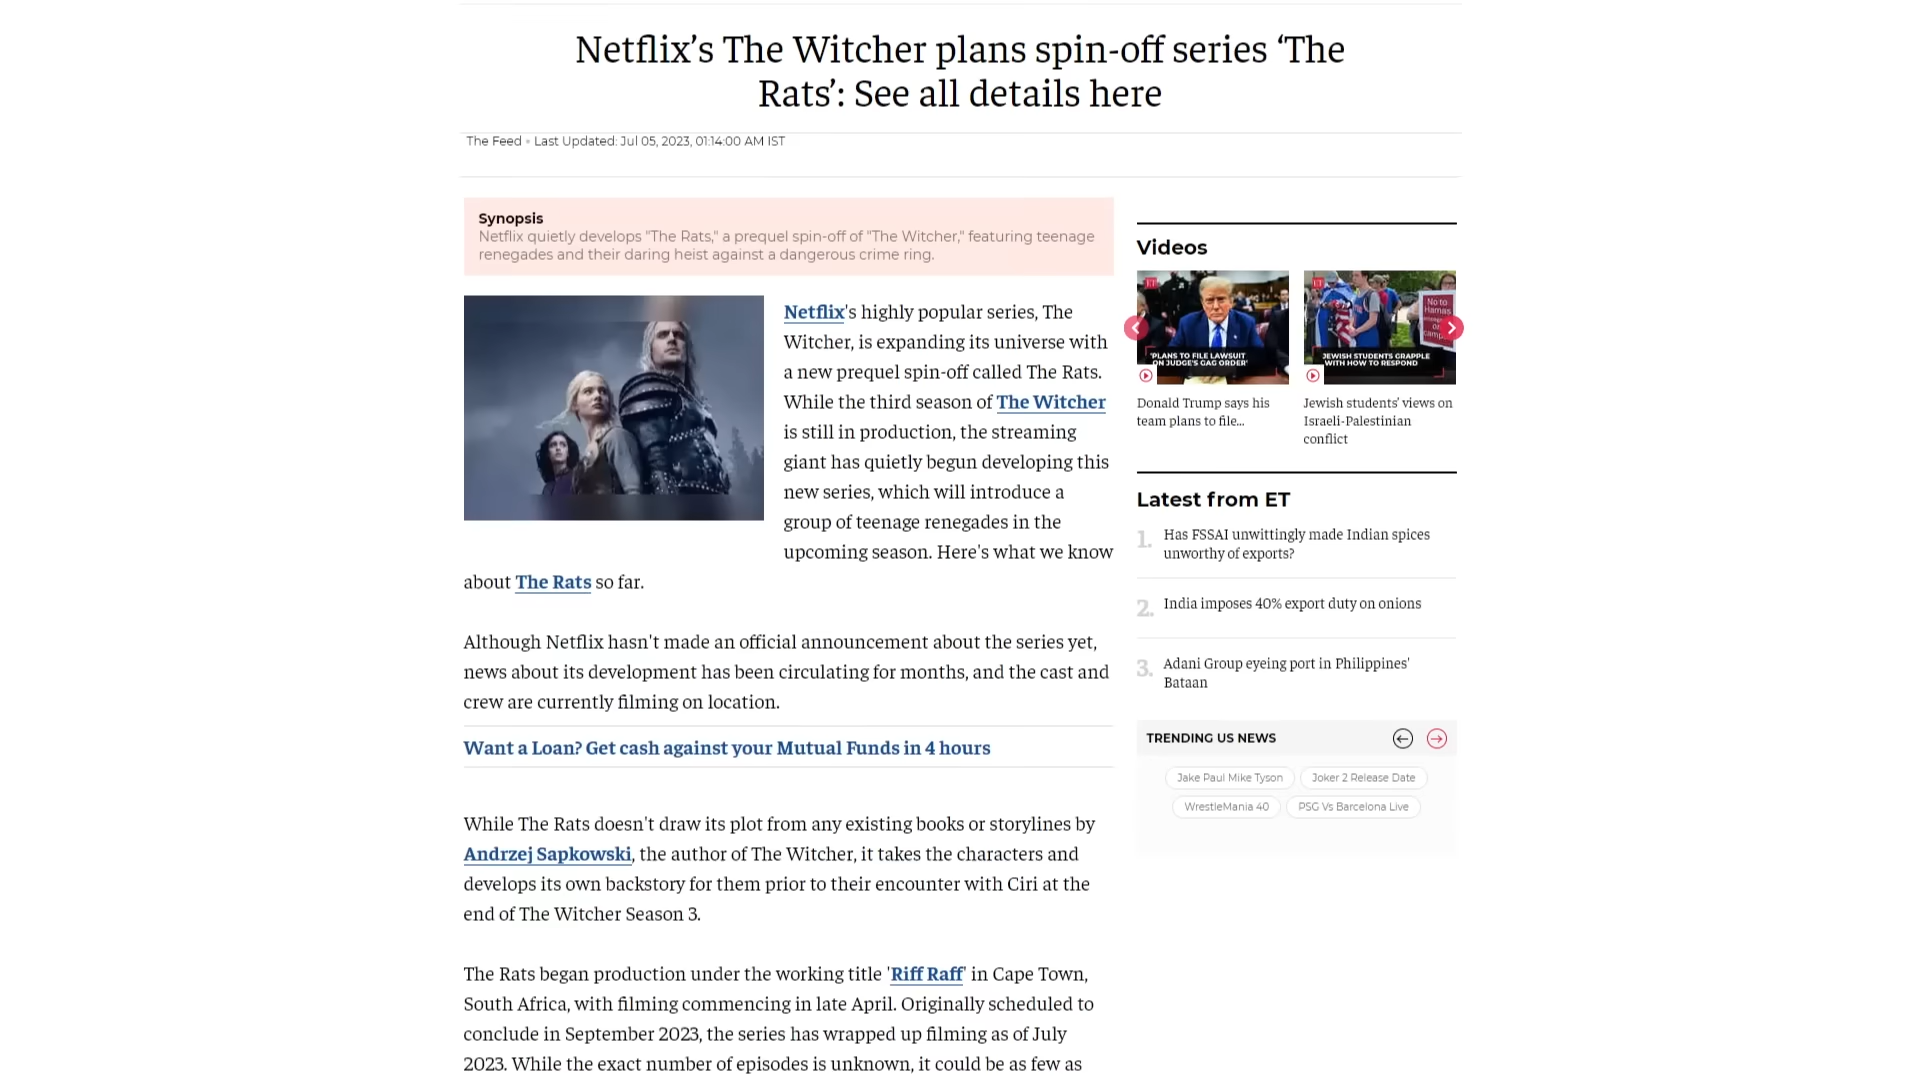 Netflix’s The Witcher plans spin-off series ‘The
Rats’: See all details here
The Feed • Last Updated: Jul 05, 2023, 01:14:00 AM IST
Synopsis
Netflix quietly develops "The Rats," a prequel spin-off of "The Witcher," featuring teenage
renegades and their daring heist against a dangerous crime ring.
Netflix's highly popular series, The
Witcher, is expanding its universe with
a new prequel spin-off called The Rats.
While the third season of The Witcher
is still in production, the streaming
giant has quietly begun developing this
new series, which will introduce a
group of teenage renegades in the
upcoming season. Here's what we know
about The Rats so far.
Although Netflix hasn't made an official announcement about the series yet,
news about its development has been circulating for months, and the cast and
crew are currently filming on location.
Want a Loan? Get cash against your Mutual Funds in 4 hours
While The Rats doesn't draw its plot from any existing books or storylines by
Andrzej Sapkowski, the author of The Witcher, it takes the characters and
develops its own backstory for them prior to their encounter with Ciri at the
end of The Witcher Season 3.
The Rats began production under the working title 'Riff Raff' in Cape Town,
South Africa, with filming commencing in late April. Originally scheduled to
conclude in September 2023, the series has wrapped up filming as of July
2023. While the exact number of episodes is unknown, it could be as few as
Videos
ET
'PLANS TO FILE LAWSUIT
ON JUDGE'S GAG ORDER'
Donald Trump says his
team plans to file...
ET
No to
Hamas
JEWISH STUDENTS GRAPPLE
WITH HOW TO RESPOND
Jewish students' views on
Israeli-Palestinian
conflict
Latest from ET
1. Has FSSAI unwittingly made Indian spices
unworthy of exports?
2. India imposes 40% export duty on onions
3. Adani Group eyeing port in Philippines'
Bataan
TRENDING US NEWS
Jake Paul Mike Tyson
Joker 2 Release Date
WrestleMania 40
PSG Vs Barcelona Live